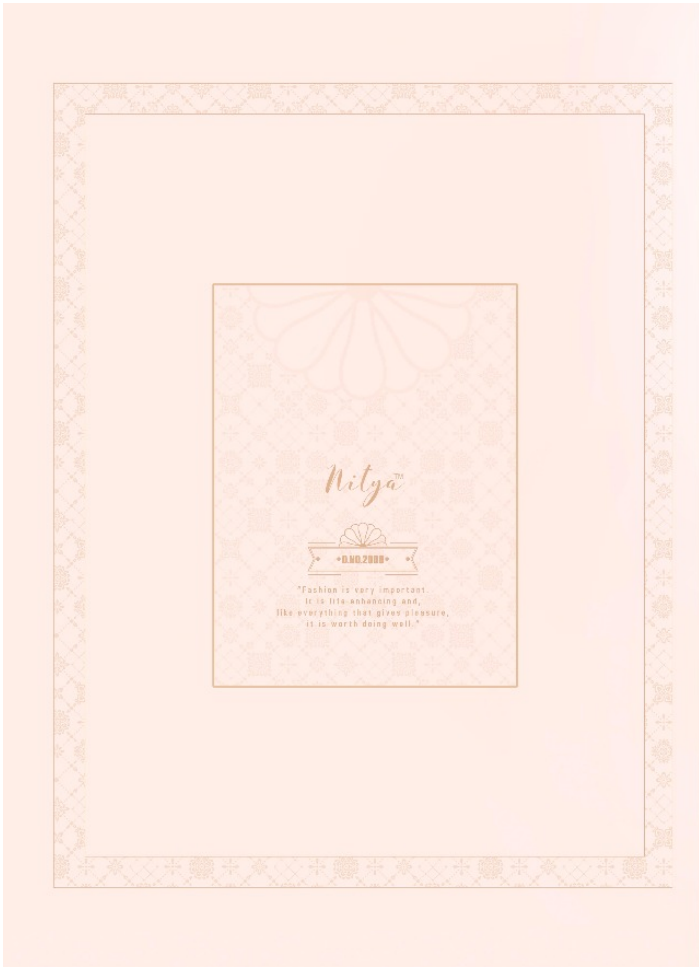 Nitya™
D.NO.2008
"Fashion is very important
It is life-enhancing and,
like everything that gives pleasure,
it is worth doing well."